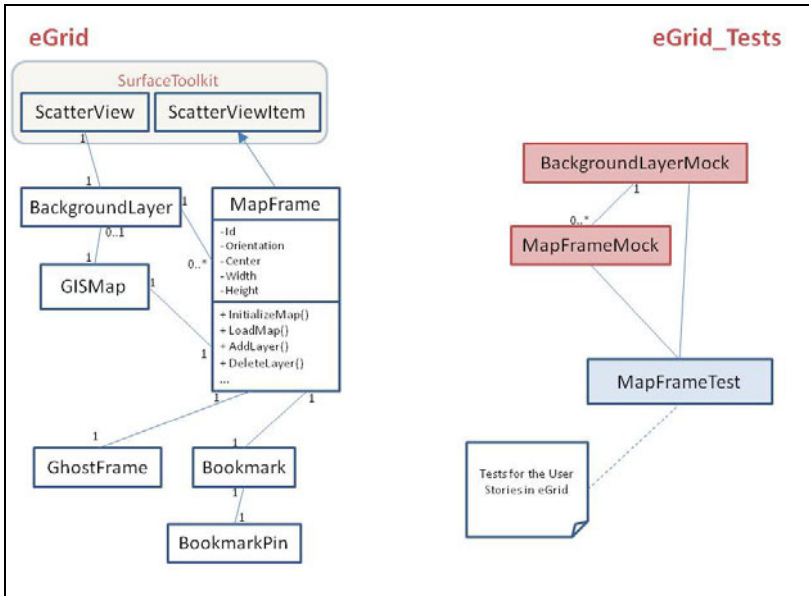 eGrid
eGrid_Tests
SurfaceToolkit
ScatterView
ScatterViewItem
1
1
BackgroundLayer
1
0..1
0..*
1
GISMap
1
1
MapFrame
-Id
-Orientation
-Center
-Width
-Height
+ InitializeMap()
+ LoadMap()
+ AddLayer()
+ DeleteLayer()
...
1
1
1
1
GhostFrame
Bookmark
1
1
BookmarkPin
BackgroundLayerMock
1
0..*
MapFrameMock
MapFrameTest
Tests for the User
Stories in eGrid